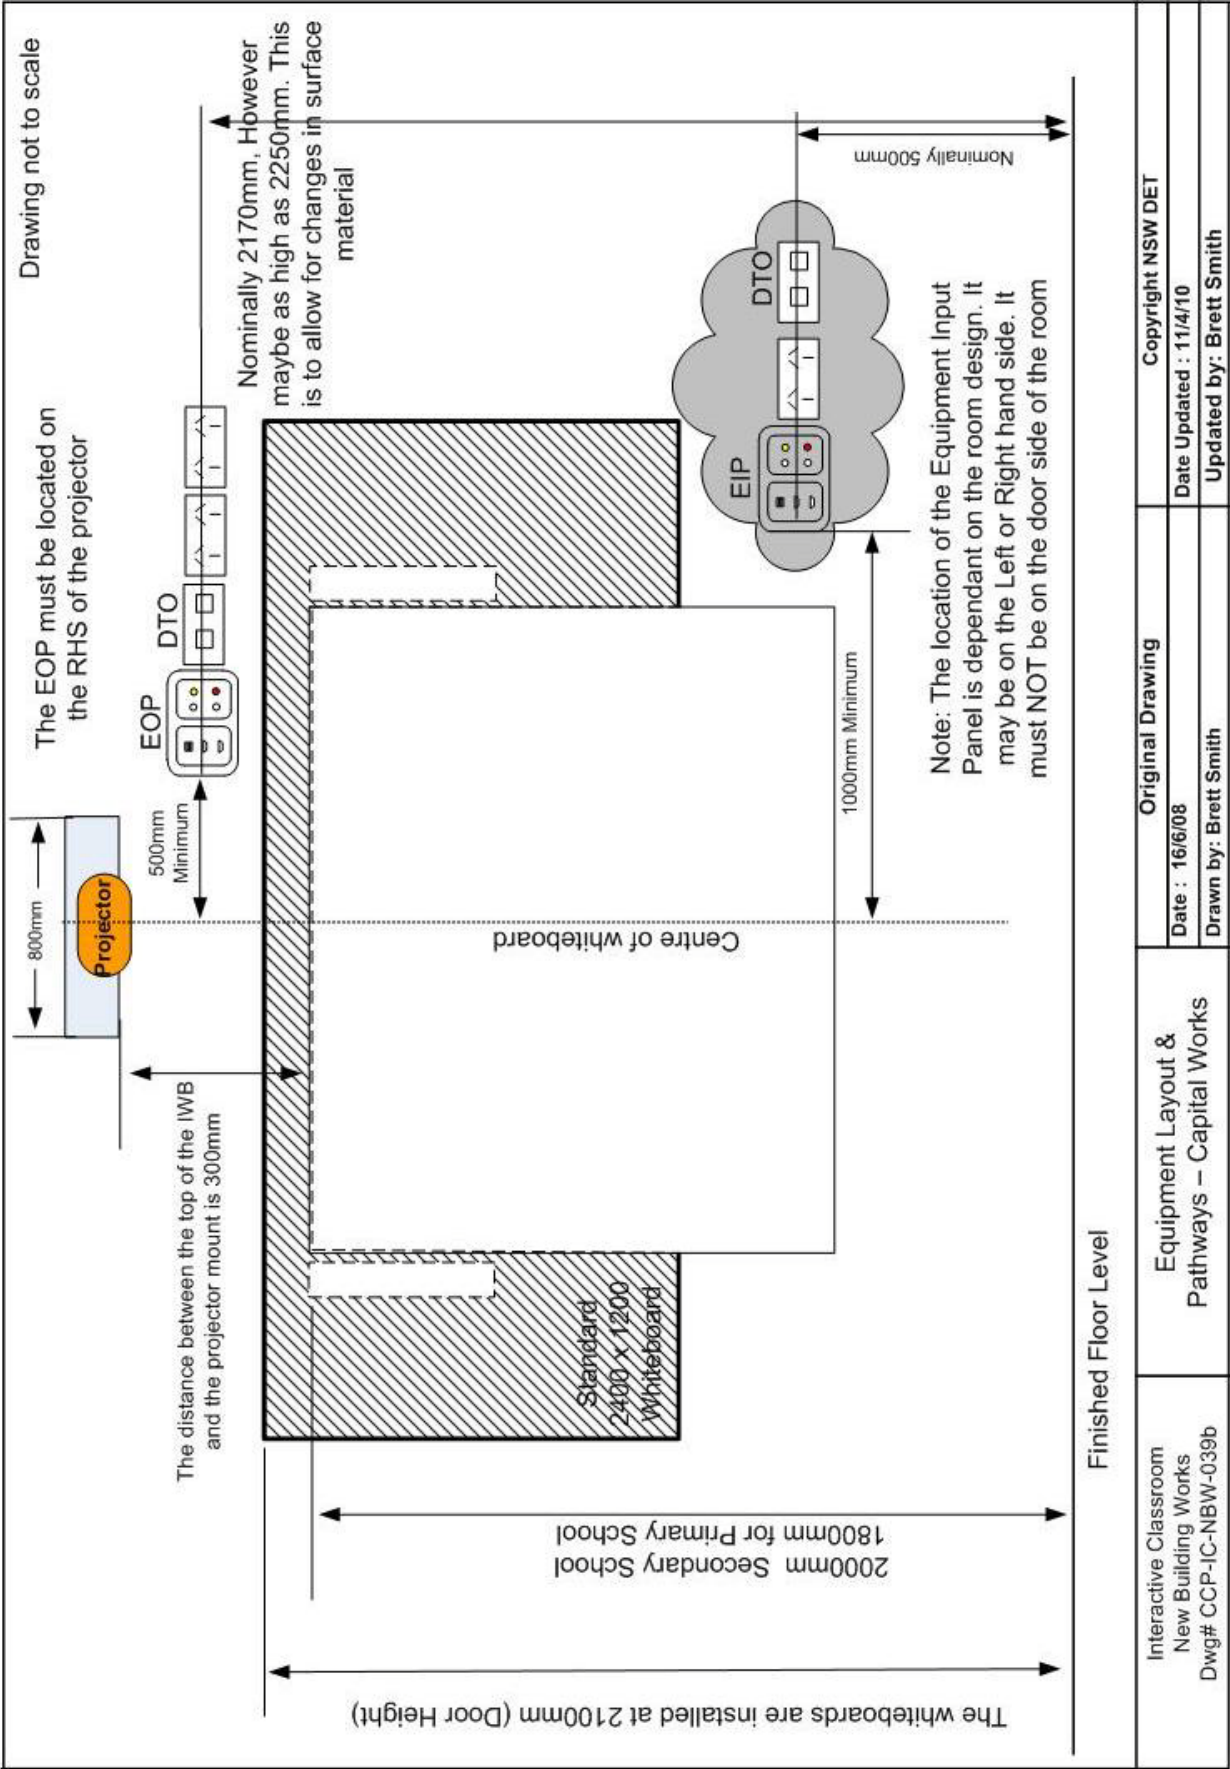 Drawing not to scale
The EOP must be located on
the RHS of the projector
800mm
Projector
500mm
Minimum
EOP
DTO
Nominally 2170mm, However
maybe as high as 2250mm. This
is to allow for changes in surface
material
The distance between the top of the IWB
and the projector mount is 300mm
Centre of whiteboard
Standard
2400 x 1200
Whiteboard
EIP
DTO
Nominally 500mm
1000mm Minimum
Note: The location of the Equipment Input
Panel is dependant on the room design. It
may be on the Left or Right hand side. It
must NOT be on the door side of the room
2000mm Secondary School
1800mm for Primary School
The whiteboards are installed at 2100mm (Door Height)
Finished Floor Level
Interactive Classroom
New Building Works
Dwg# CCP-IC-NBW-039b
Equipment Layout &
Pathways – Capital Works
Original Drawing
Date : 16/6/08
Drawn by: Brett Smith
Copyright NSW DET
Date Updated : 11/4/10
Updated by: Brett Smith